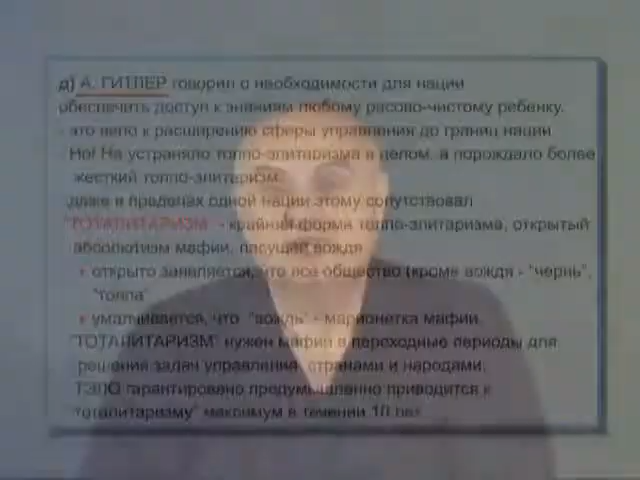 д) А. ГИТЛЕР говорил о необходимости для нации
обеспечить доступ к знаниям любому расово-чистому ребенку.
- это вело к расширению сферы управления до границ нации
- Но! Не устраняло толпо-элитаризма в целом, а порождало более
жесткий толпо-элитаризм
даже в пределах одной нации этому сопутствовал
"ТОТАЛИТАРИЗМ" - крайняя форма толпо-элитаризма, открытый
абсолютизм мафии, пасущая вождя
• открыто заявляется, что все общество (кроме вождя - "чернь",
"толпа"
• умалчивается, что "вождь" - марионетка мафии.
"ТОТАЛИТАРИЗМ" нужен мафии в переходные периоды для
решения задач управления, странами и народами.
ТЭЛО гарантировано предумышленно приводится к
"тоталитаризму" максимум в течении 10 лет